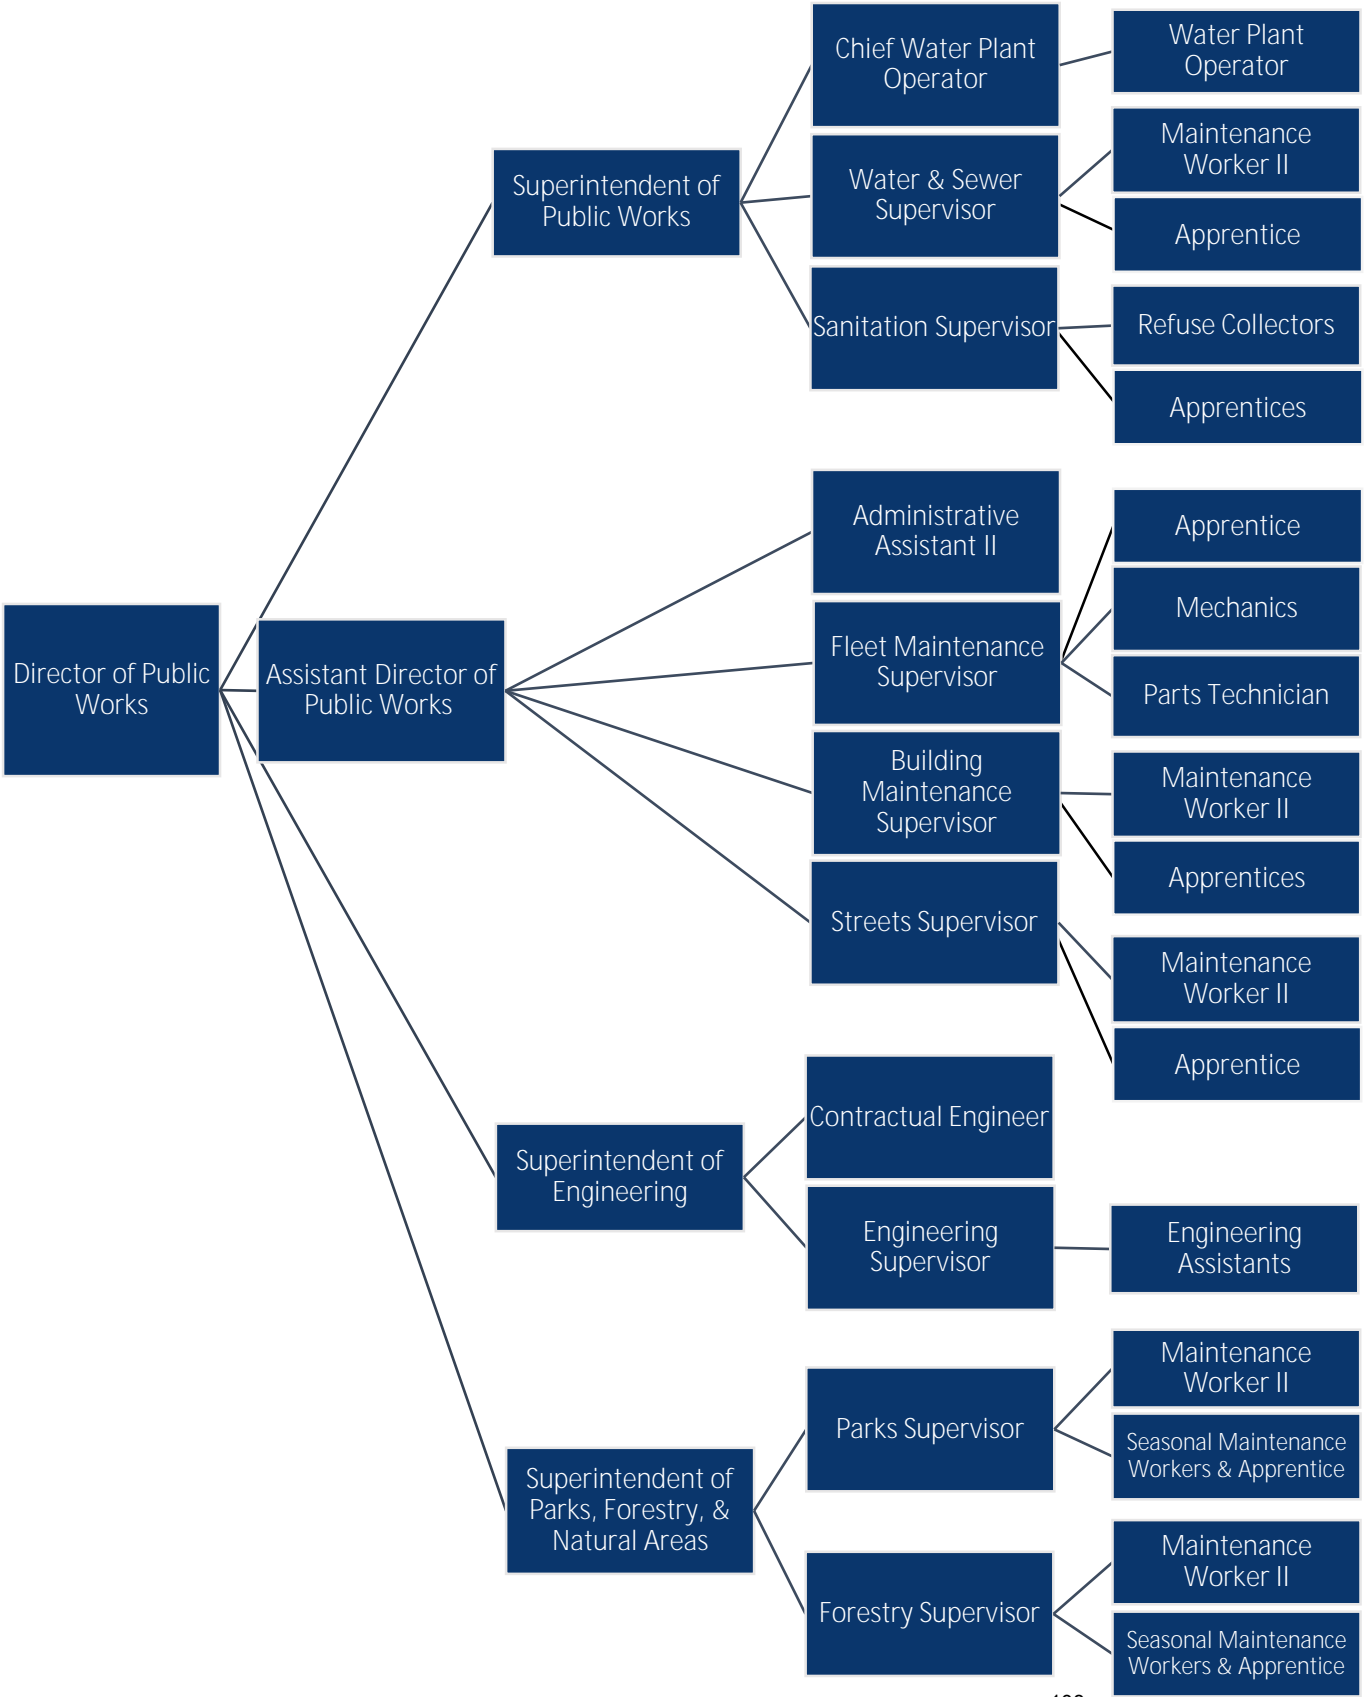 Chief Water Plant
Operator
Water Plant
Operator
Superintendent of
Public Works
Water & Sewer
Supervisor
Maintenance
Worker II
Apprentice
Sanitation Supervisor
Refuse Collectors
Apprentices
Director of Public
Works
Assistant Director of
Public Works
Administrative
Assistant II
Fleet Maintenance
Supervisor
Apprentice
Mechanics
Parts Technician
Building
Maintenance
Supervisor
Maintenance
Worker II
Apprentices
Streets Supervisor
Maintenance
Worker II
Apprentice
Superintendent of
Engineering
Contractual Engineer
Engineering
Supervisor
Engineering
Assistants
Superintendent of
Parks, Forestry, &
Natural Areas
Parks Supervisor
Maintenance
Worker II
Seasonal Maintenance
Workers & Apprentice
Forestry Supervisor
Maintenance
Worker II
Seasonal Maintenance
Workers & Apprentice